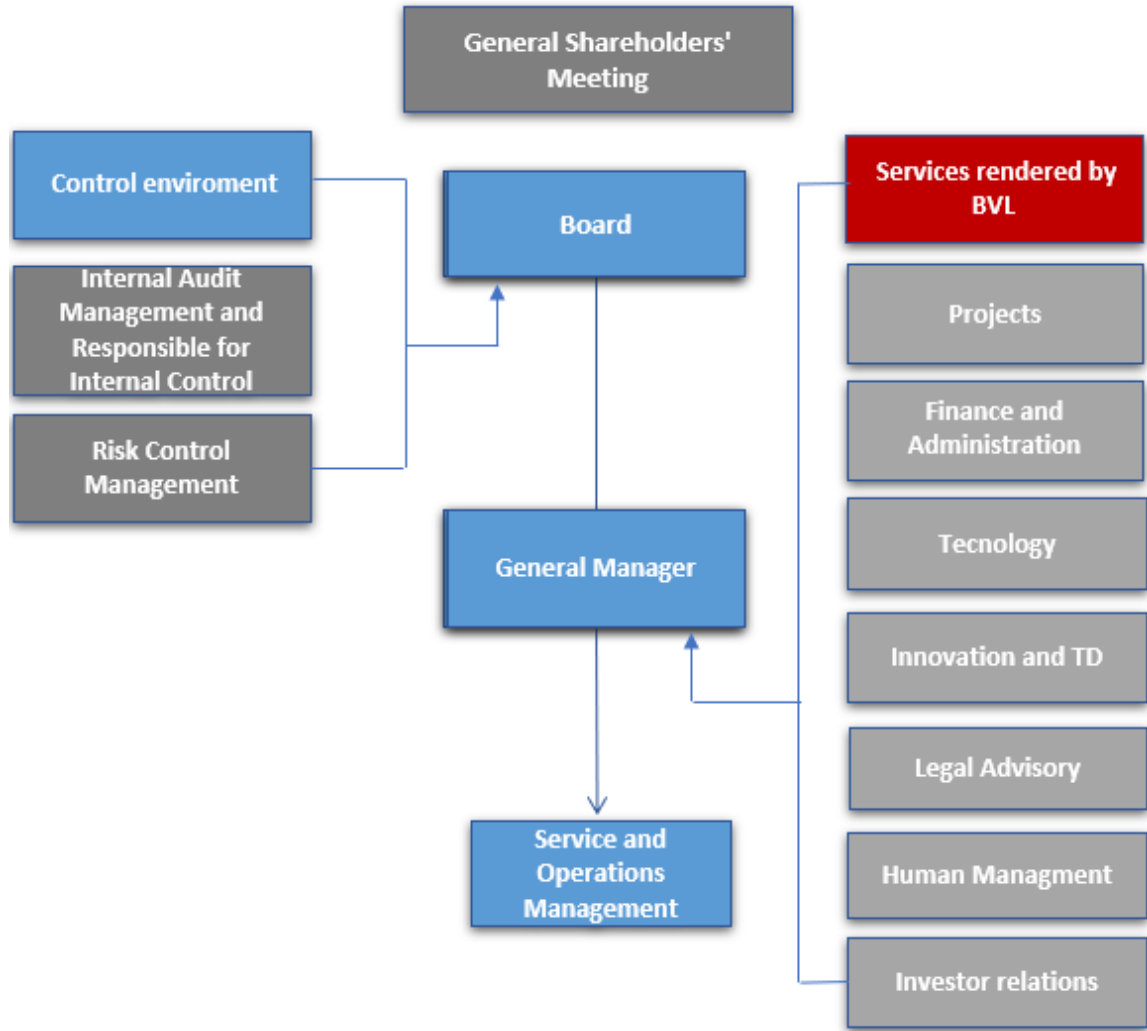 General Shareholders'
Meeting
Control enviroment
Internal Audit
Management and
Responsible for
Internal Control
Risk Control
Management
Board
General Manager
Service and
Operations
Management
Services rendered by
BVL
Projects
Finance and
Administration
Tecnology
Innovation and TD
Legal Advisory
Human Managment
Investor relations